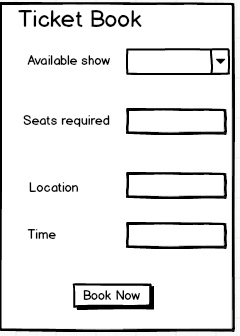 Ticket Book
Available show
Seats required
Location
Time
Book Now